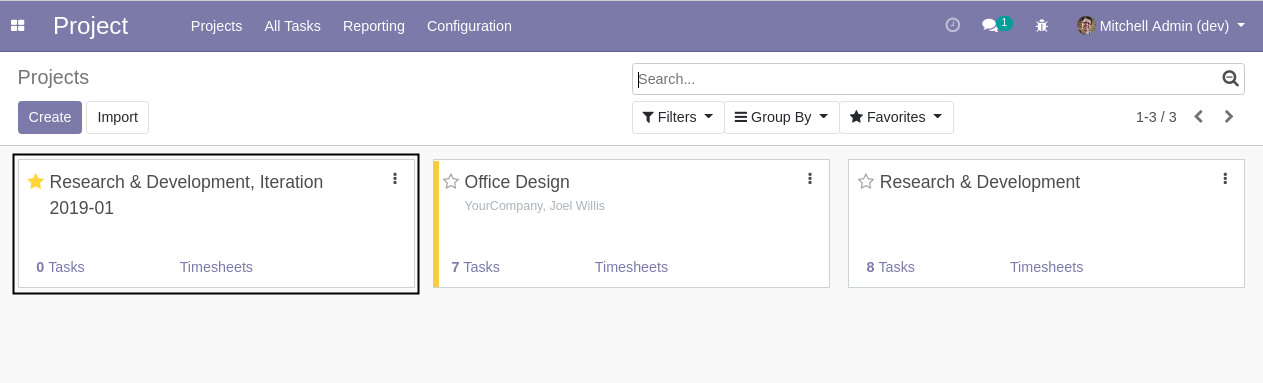 Project Projects All Tasks Reporting Configuration 1 Mitchell Admin (dev)
Projects Search...
Create Import Filters Group By Favorites 1-3 / 3
Research & Development, Iteration
2019-01
0 Tasks Timesheets
Office Design
YourCompany, Joel Willis
7 Tasks Timesheets
Research & Development
8 Tasks Timesheets